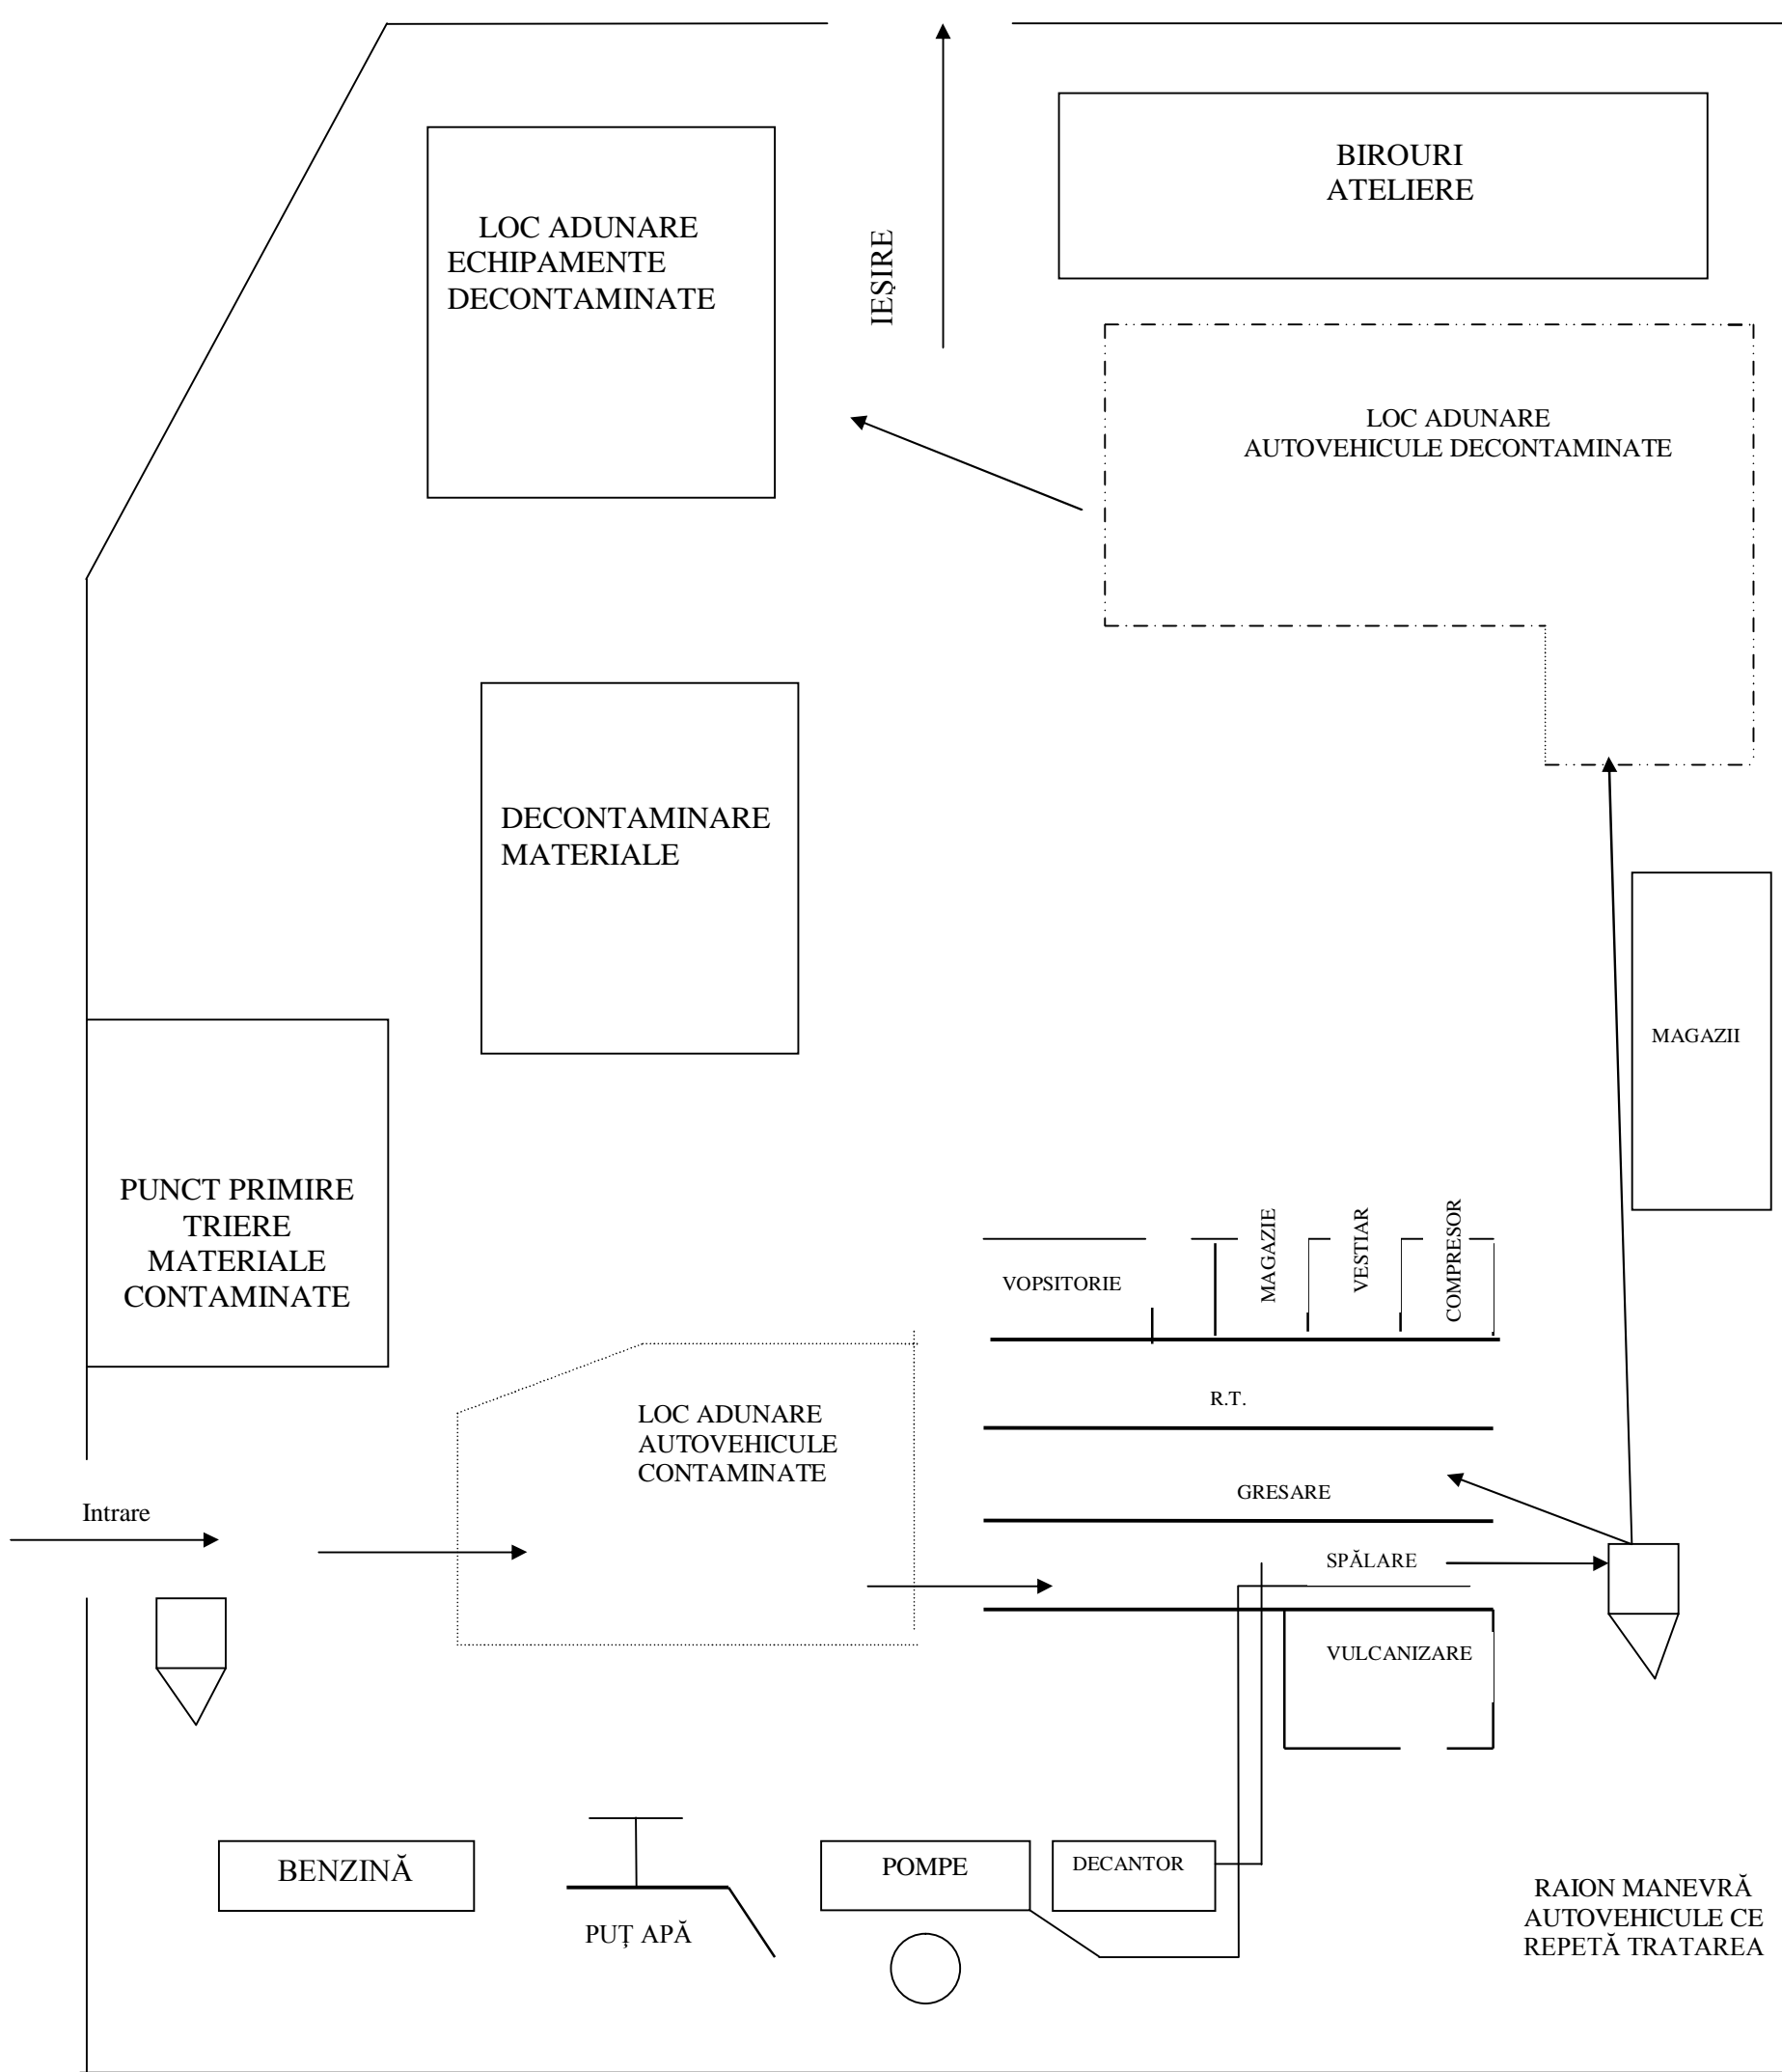 BIROURI
ATELIERE
LOC ADUNARE
ECHIPAMENTE
DECONTAMINATE
IEŞIRE
LOC ADUNARE
AUTOVEHICULE DECONTAMINATE
DECONTAMINARE
MATERIALE
MAGAZII
PUNCT PRIMIRE
TRIERE
MATERIALE
CONTAMINATE
VOPSITORIE
MAGAZIE
VESTIAR
COMPRESOR
R.T.
LOC ADUNARE
AUTOVEHICULE
CONTAMINATE
GRESARE
Intrare
SPĂLARE
VULCANIZARE
BENZINĂ
PUŢ APĂ
POMPE
DECANTOR
RAION MANEVRĂ
AUTOVEHICULE CE
REPETĂ TRATAREA